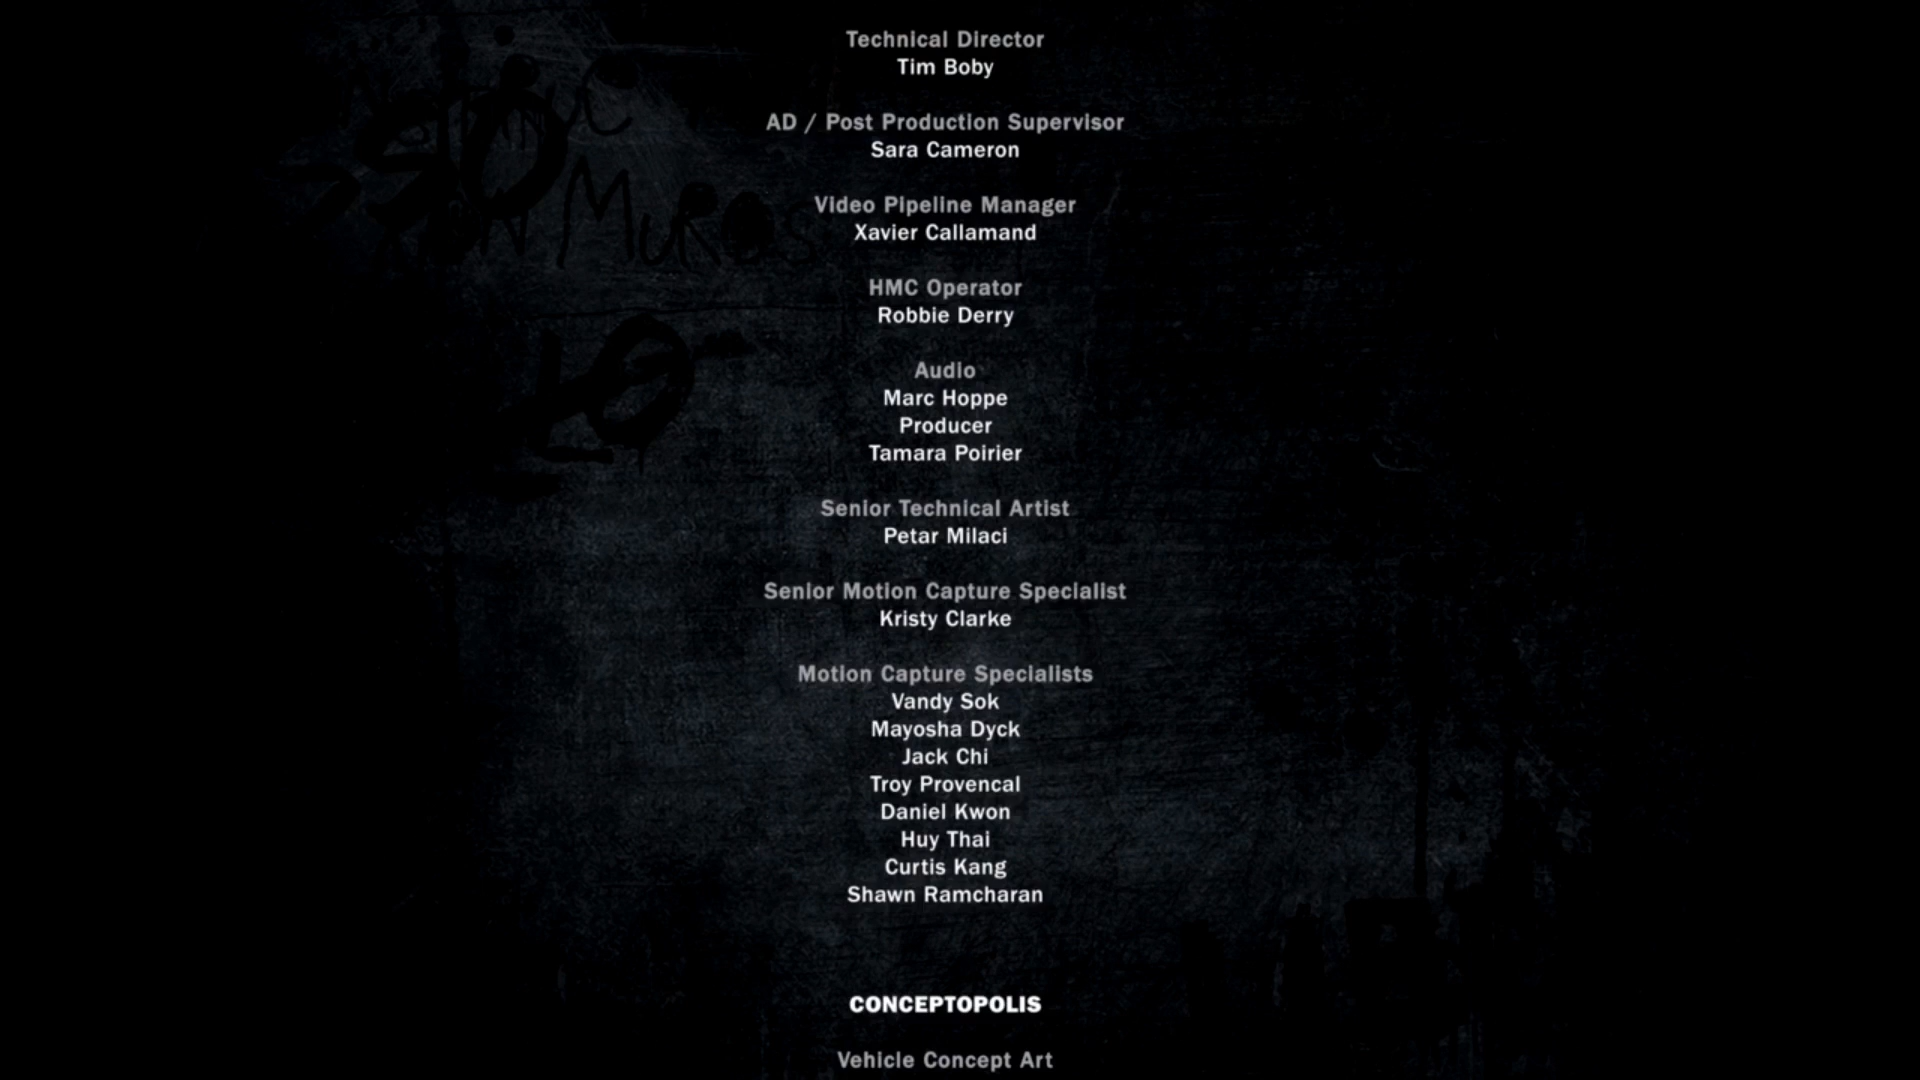 Technical Director
Tim Boby
AD / Post Production Supervisor
Sara Cameron
Video Pipeline Manager
Xavier Callamand
HMC Operator
Robbie Derry
Audio
Marc Hoppe
Producer
Tamara Poirier
Senior Technical Artist
Petar Milaci
Senior Motion Capture Specialist
Kristy Clarke
Motion Capture Specialists
Vandy Sok
Mayosha Dyck
Jack Chi
Troy Provencal
Daniel Kwon
Huy Thai
Curtis Kang
Shawn Ramcharan
CONCEPTOPOLIS
Vehicle Concept Art